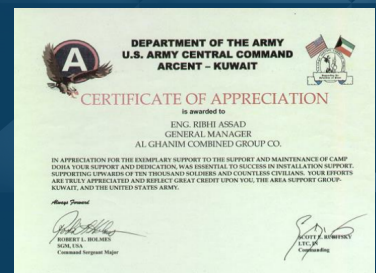 DEPARTMENT OF THE ARMY
U.S. ARMY CENTRAL COMMAND
ARCENT – KUWAIT
A
CERTIFICATE OF APPRECIATION
is awarded to
ENG. RIBHI ASSAD
GENERAL MANAGER
AL GHANIM COMBINED GROUP CO.
IN APPRECIATION FOR THE EXEMPLARY SUPPORT TO THE SUPPORT AND MAINTENANCE OF CAMP
DOHA YOUR SUPPORT AND DEDICATION, WAS ESSENTIAL TO SUCCESS IN INSTALLATION SUPPORT.
SUPPORTING UPWARDS OF TEN THOUSAND SOLDIERS AND COUNTLESS CIVILIANS. YOUR EFFORTS
ARE TRULY APPRECIATED AND REFLECT GREAT CREDIT UPON YOU, THE AREA SUPPORT GROUP-
KUWAIT, AND THE UNITED STATES ARMY.
Always Forward
ROBERT L. HOLMES
SGM, USA
Command Sergeant Major
SCOTT E.
LTC, IN
Commanding